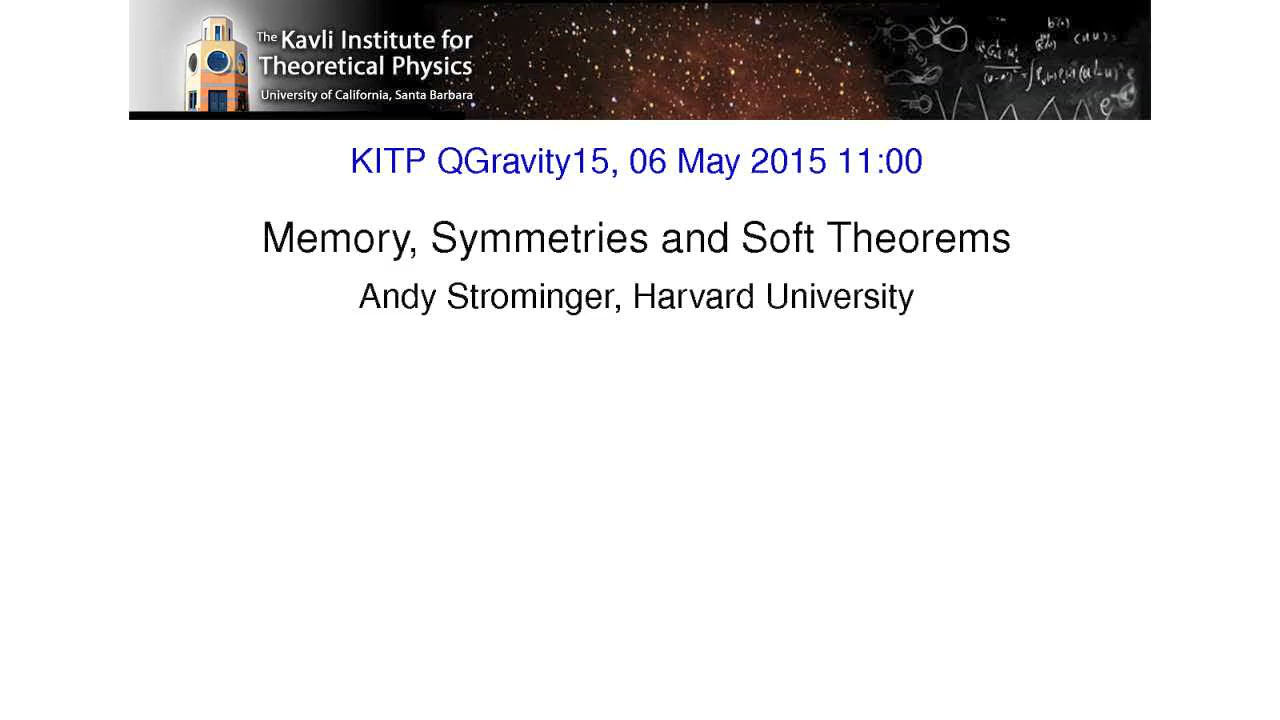 The Kavli Institute for
Theoretical Physics
University of California, Santa Barbara
KITP QGravity15, 06 May 2015 11:00
Memory, Symmetries and Soft Theorems
Andy Strominger, Harvard University